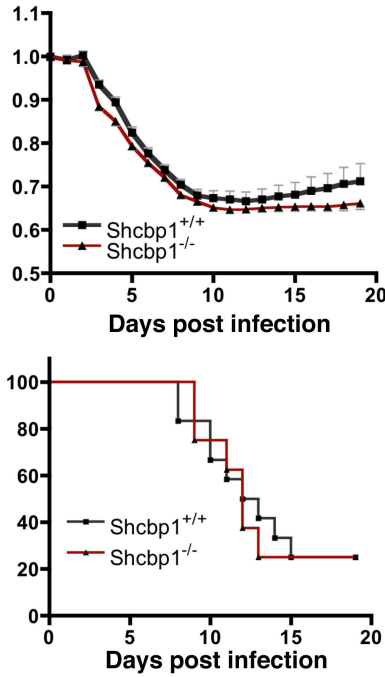 1.1
1.0
0.9
0.8
0.7
0.6
0.5
Shcbp1+/+
Shcbp1-/-
0 5 10 15 20
Days post infection
100
80
60
40
20
0
Shcbp1+/+
Shcbp1-/-
0 5 10 15 20
Days post infection